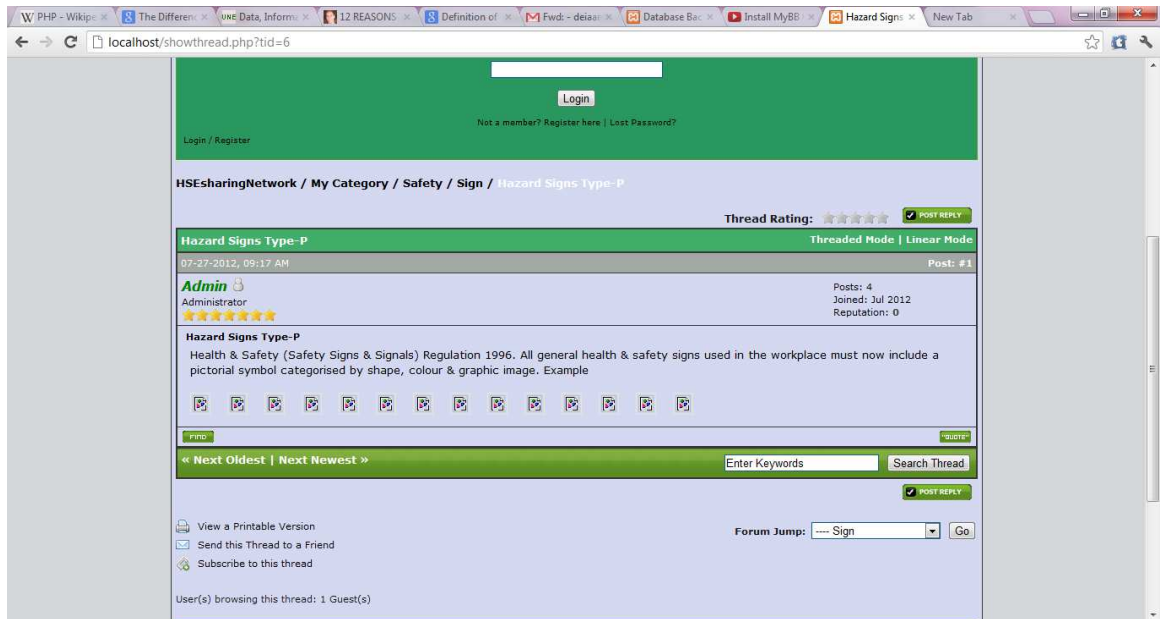 PHP - Wikipe
The Differenc
UNE Data, Inform
12 REASONS
Definition of
Fwd: - deiaa
Database Bac
Install MyBB
Hazard Signs
New Tab
localhost/showthread.php?tid=6
Login
Not a member? Register here | Lost Password?
Login / Register
HSEsharingNetwork / My Category / Safety / Sign / Hazard Signs Type-P
Thread Rating:
POST REPLY
Hazard Signs Type-P Threaded Mode | Linear Mode
07-27-2012, 09:17 AM Post: #1
Admin
Posts: 4
Administrator
Joined: Jul 2012
Reputation: 0
Hazard Signs Type-P
Health & Safety (Safety Signs & Signals) Regulation 1996. All general health & safety signs used in the workplace must now include a
pictorial symbol categorised by shape, colour & graphic image. Example
FIND "QUOTE"
« Next Oldest | Next Newest » Enter Keywords Search Thread
POST REPLY
View a Printable Version
Forum Jump: ---- Sign Go
Send this Thread to a Friend
Subscribe to this thread
User(s) browsing this thread: 1 Guest(s)